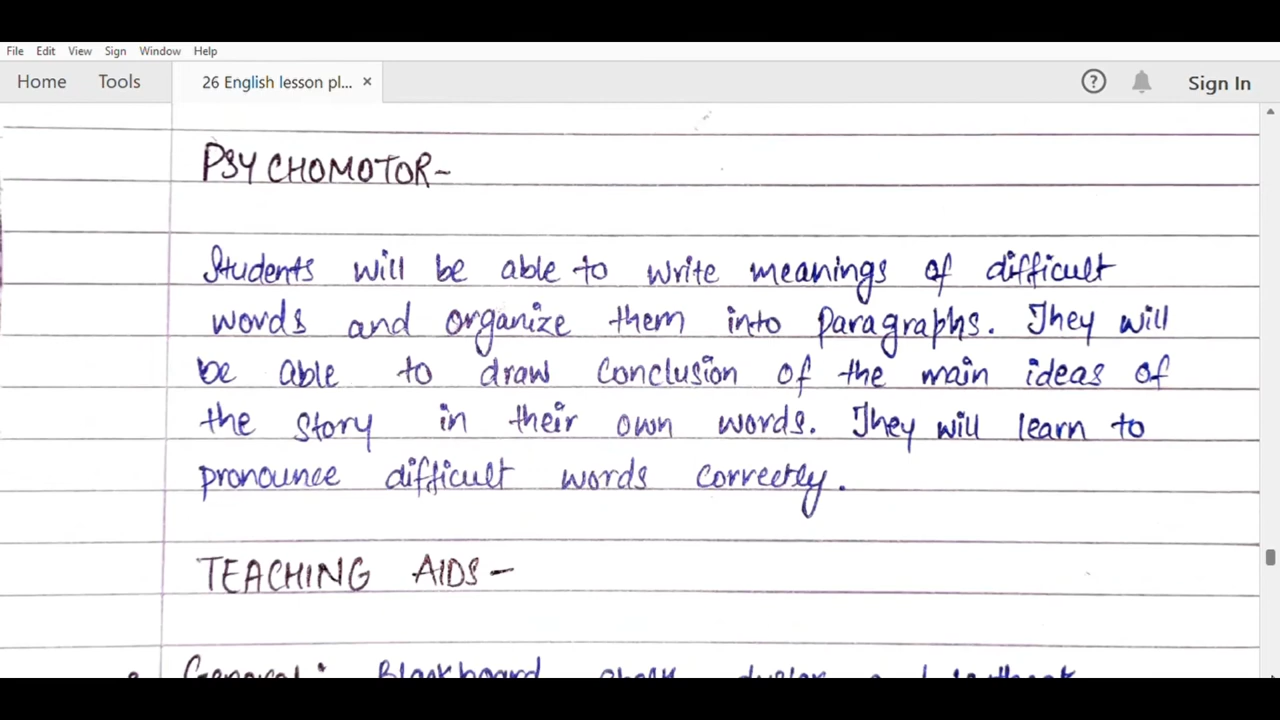 File Edit View Sign Window Help
Home Tools 26 English lesson pl... × ? Sign In
PSYCHOMOTOR-
Students will be able to write meanings of difficult
words and organize them into paragraphs. They will
be able to draw conclusion of the main ideas of
the story in their own words. They will learn to
pronounce difficult words correctly.
TEACHING AIDS-
General: Blackboard